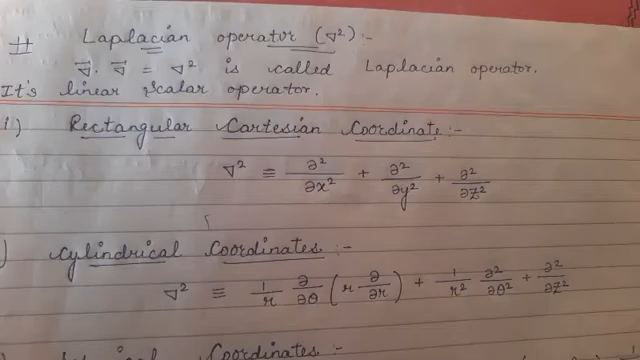 # Laplacian operator (∇²) :-
∇⃗. ∇⃗ = ∇² is called Laplacian operator.
It's linear scalar operator.
1) Rectangular Cartesian Coordinate :-
∇² ≡ ∂²/∂x² + ∂²/∂y² + ∂²/∂z²
) Cylindrical Coordinates :-
∇² ≡ 1/r ∂/∂θ (r ∂/∂r) + 1/r² ∂²/∂θ² + ∂²/∂z²
Coordinates :-